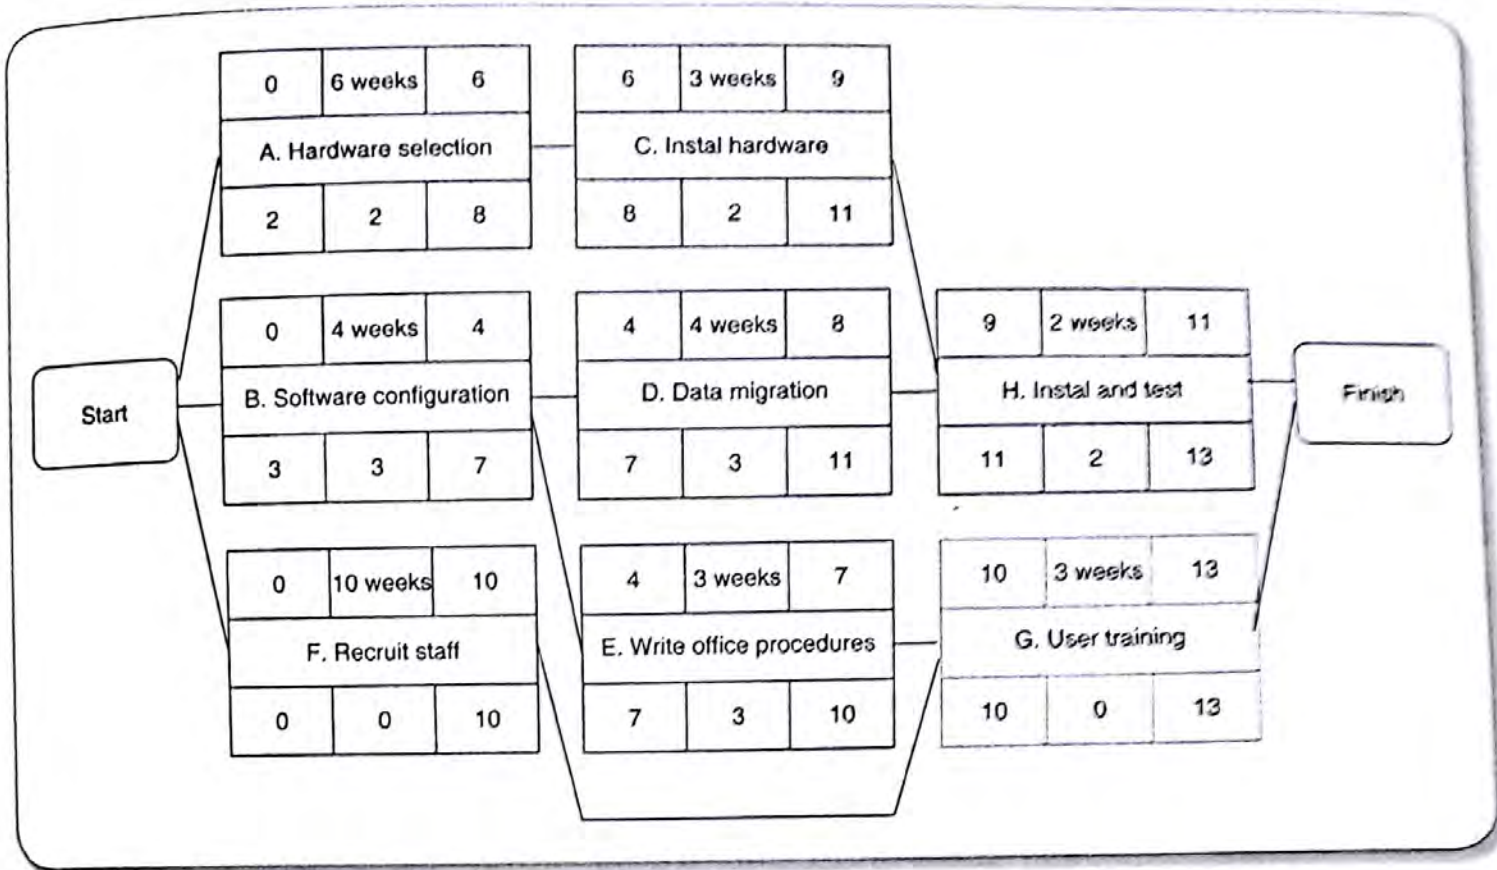 0 6 weeks 6
A. Hardware selection
2 2 8
6 3 weeks 9
C. Instal hardware
8 2 11
Start
0 4 weeks 4
B. Software configuration
3 3 7
4 4 weeks 8
D. Data migration
7 3 11
9 2 weeks 11
H. Instal and test
11 2 13
Finish
0 10 weeks 10
F. Recruit staff
0 0 10
4 3 weeks 7
E. Write office procedures
7 3 10
10 3 weeks 13
G. User training
10 0 13